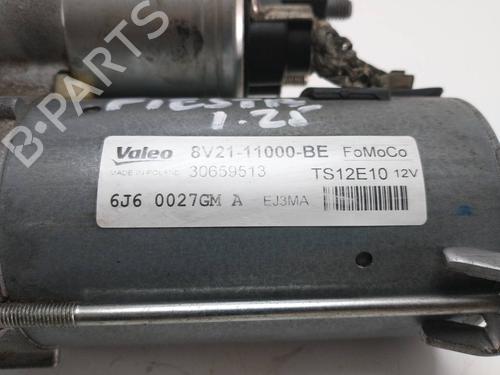 B-PARTS
FIESTA
1.25
Valeo 8V21-11000-BE FoMoCo
MADE IN POLAND 30659513 TS12E10 12V
6J6 0027GM A EJ3MA